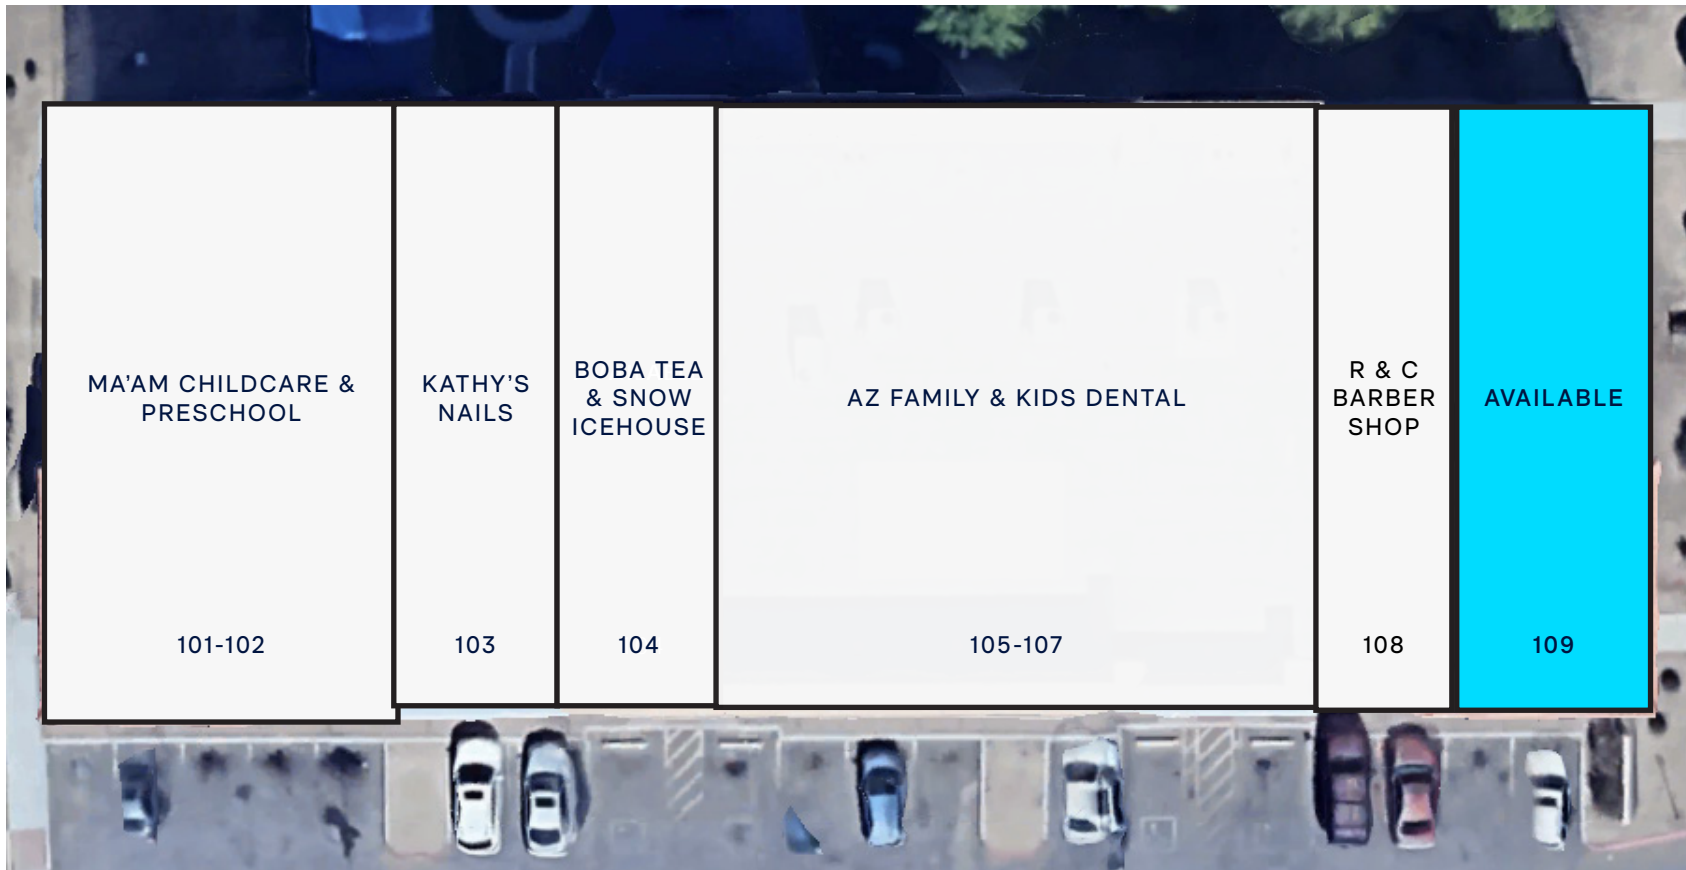 MA’AM CHILDCARE &
PRESCHOOL
101-102
KATHY’S
NAILS
103
BOBA TEA
& SNOW
ICEHOUSE
104
AZ FAMILY & KIDS DENTAL
105-107
R & C
BARBER
SHOP
108
AVAILABLE
109